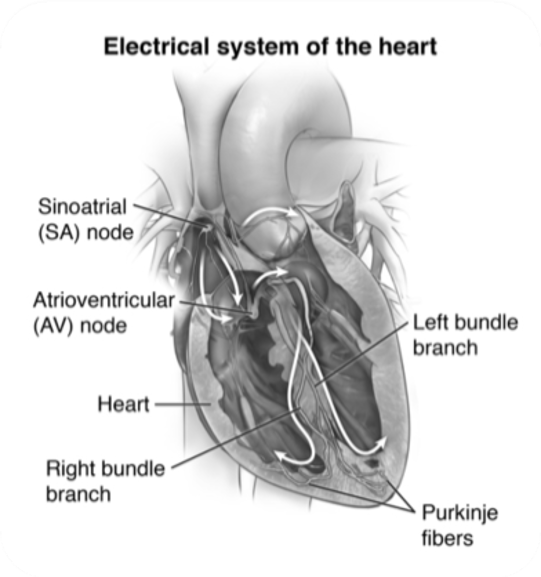 Electrical system of the heart
Sinoatrial
(SA) node
Atrioventricular
(AV) node
Left bundle
branch
Heart
Right bundle
branch
Purkinje
fibers